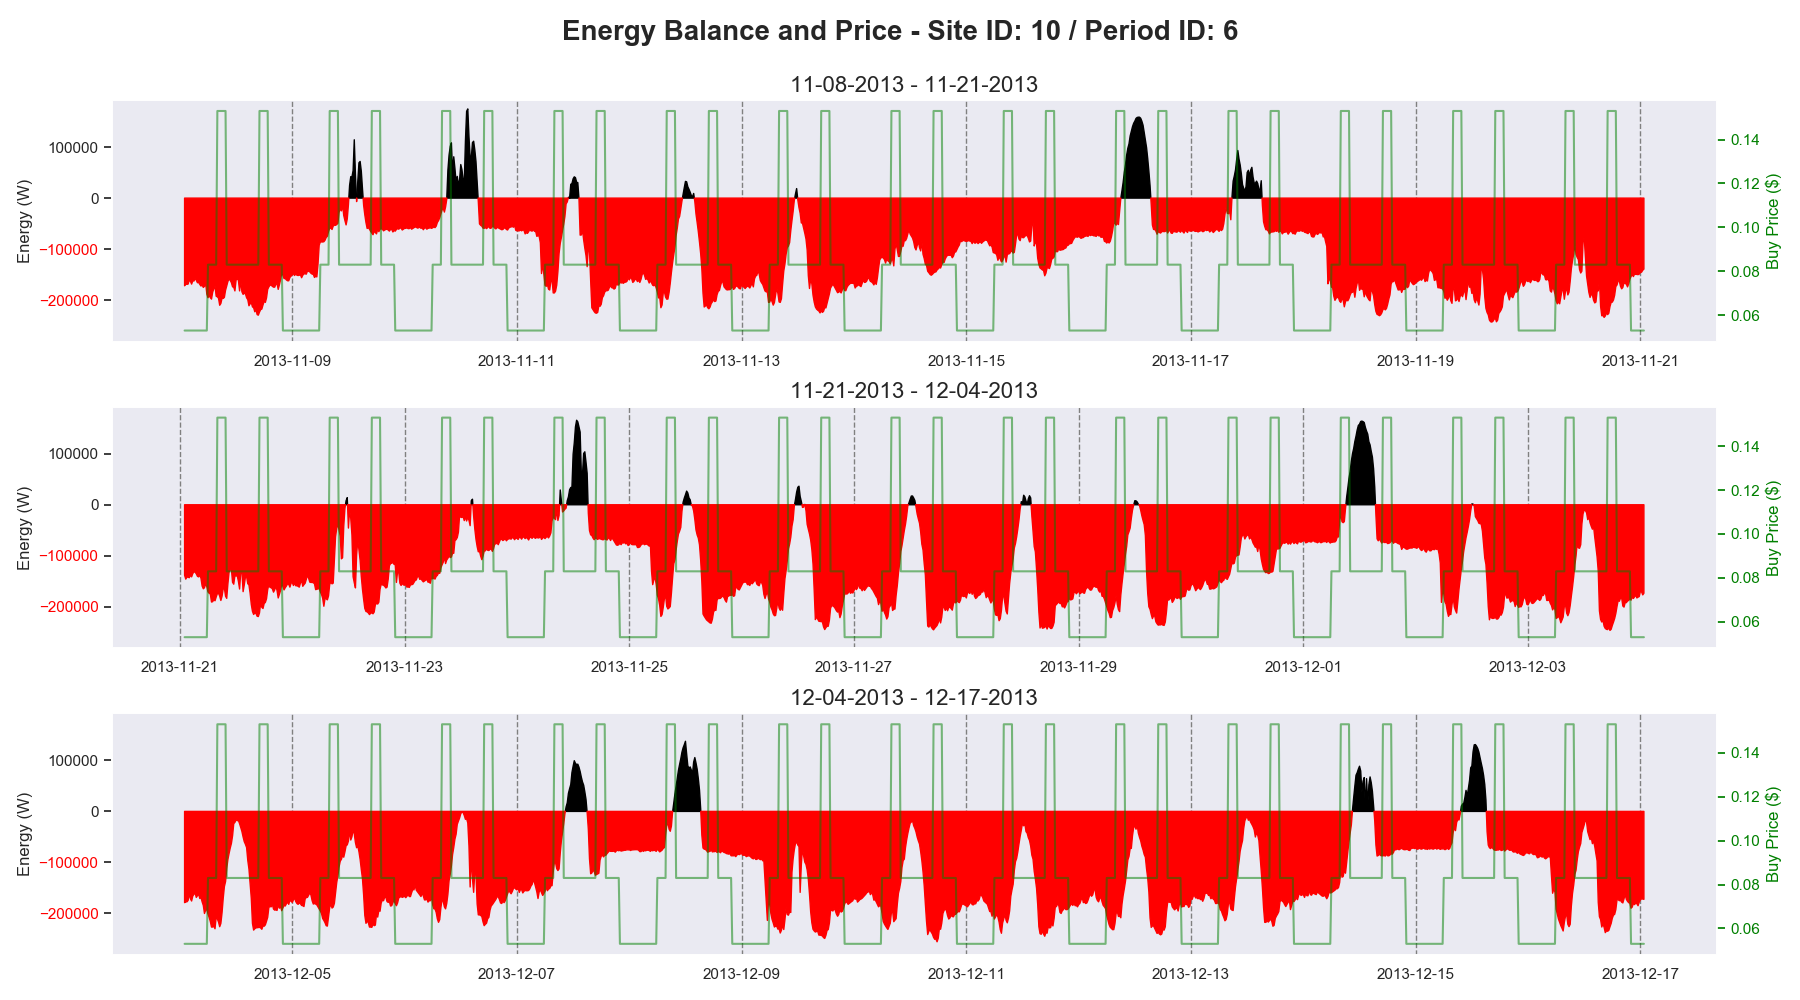 Energy Balance and Price - Site ID: 10 / Period ID: 6
11-08-2013 - 11-21-2013
Energy (W)
100000
0
−100000
−200000
0.14
0.12
0.10
0.08
0.06
Buy Price ($)
2013-11-09 2013-11-11 2013-11-13 2013-11-15 2013-11-17 2013-11-19 2013-11-21
11-21-2013 - 12-04-2013
Energy (W)
100000
0
−100000
−200000
0.14
0.12
0.10
0.08
0.06
Buy Price ($)
2013-11-21 2013-11-23 2013-11-25 2013-11-27 2013-11-29 2013-12-01 2013-12-03
12-04-2013 - 12-17-2013
Energy (W)
100000
0
−100000
−200000
0.14
0.12
0.10
0.08
0.06
Buy Price ($)
2013-12-05 2013-12-07 2013-12-09 2013-12-11 2013-12-13 2013-12-15 2013-12-17